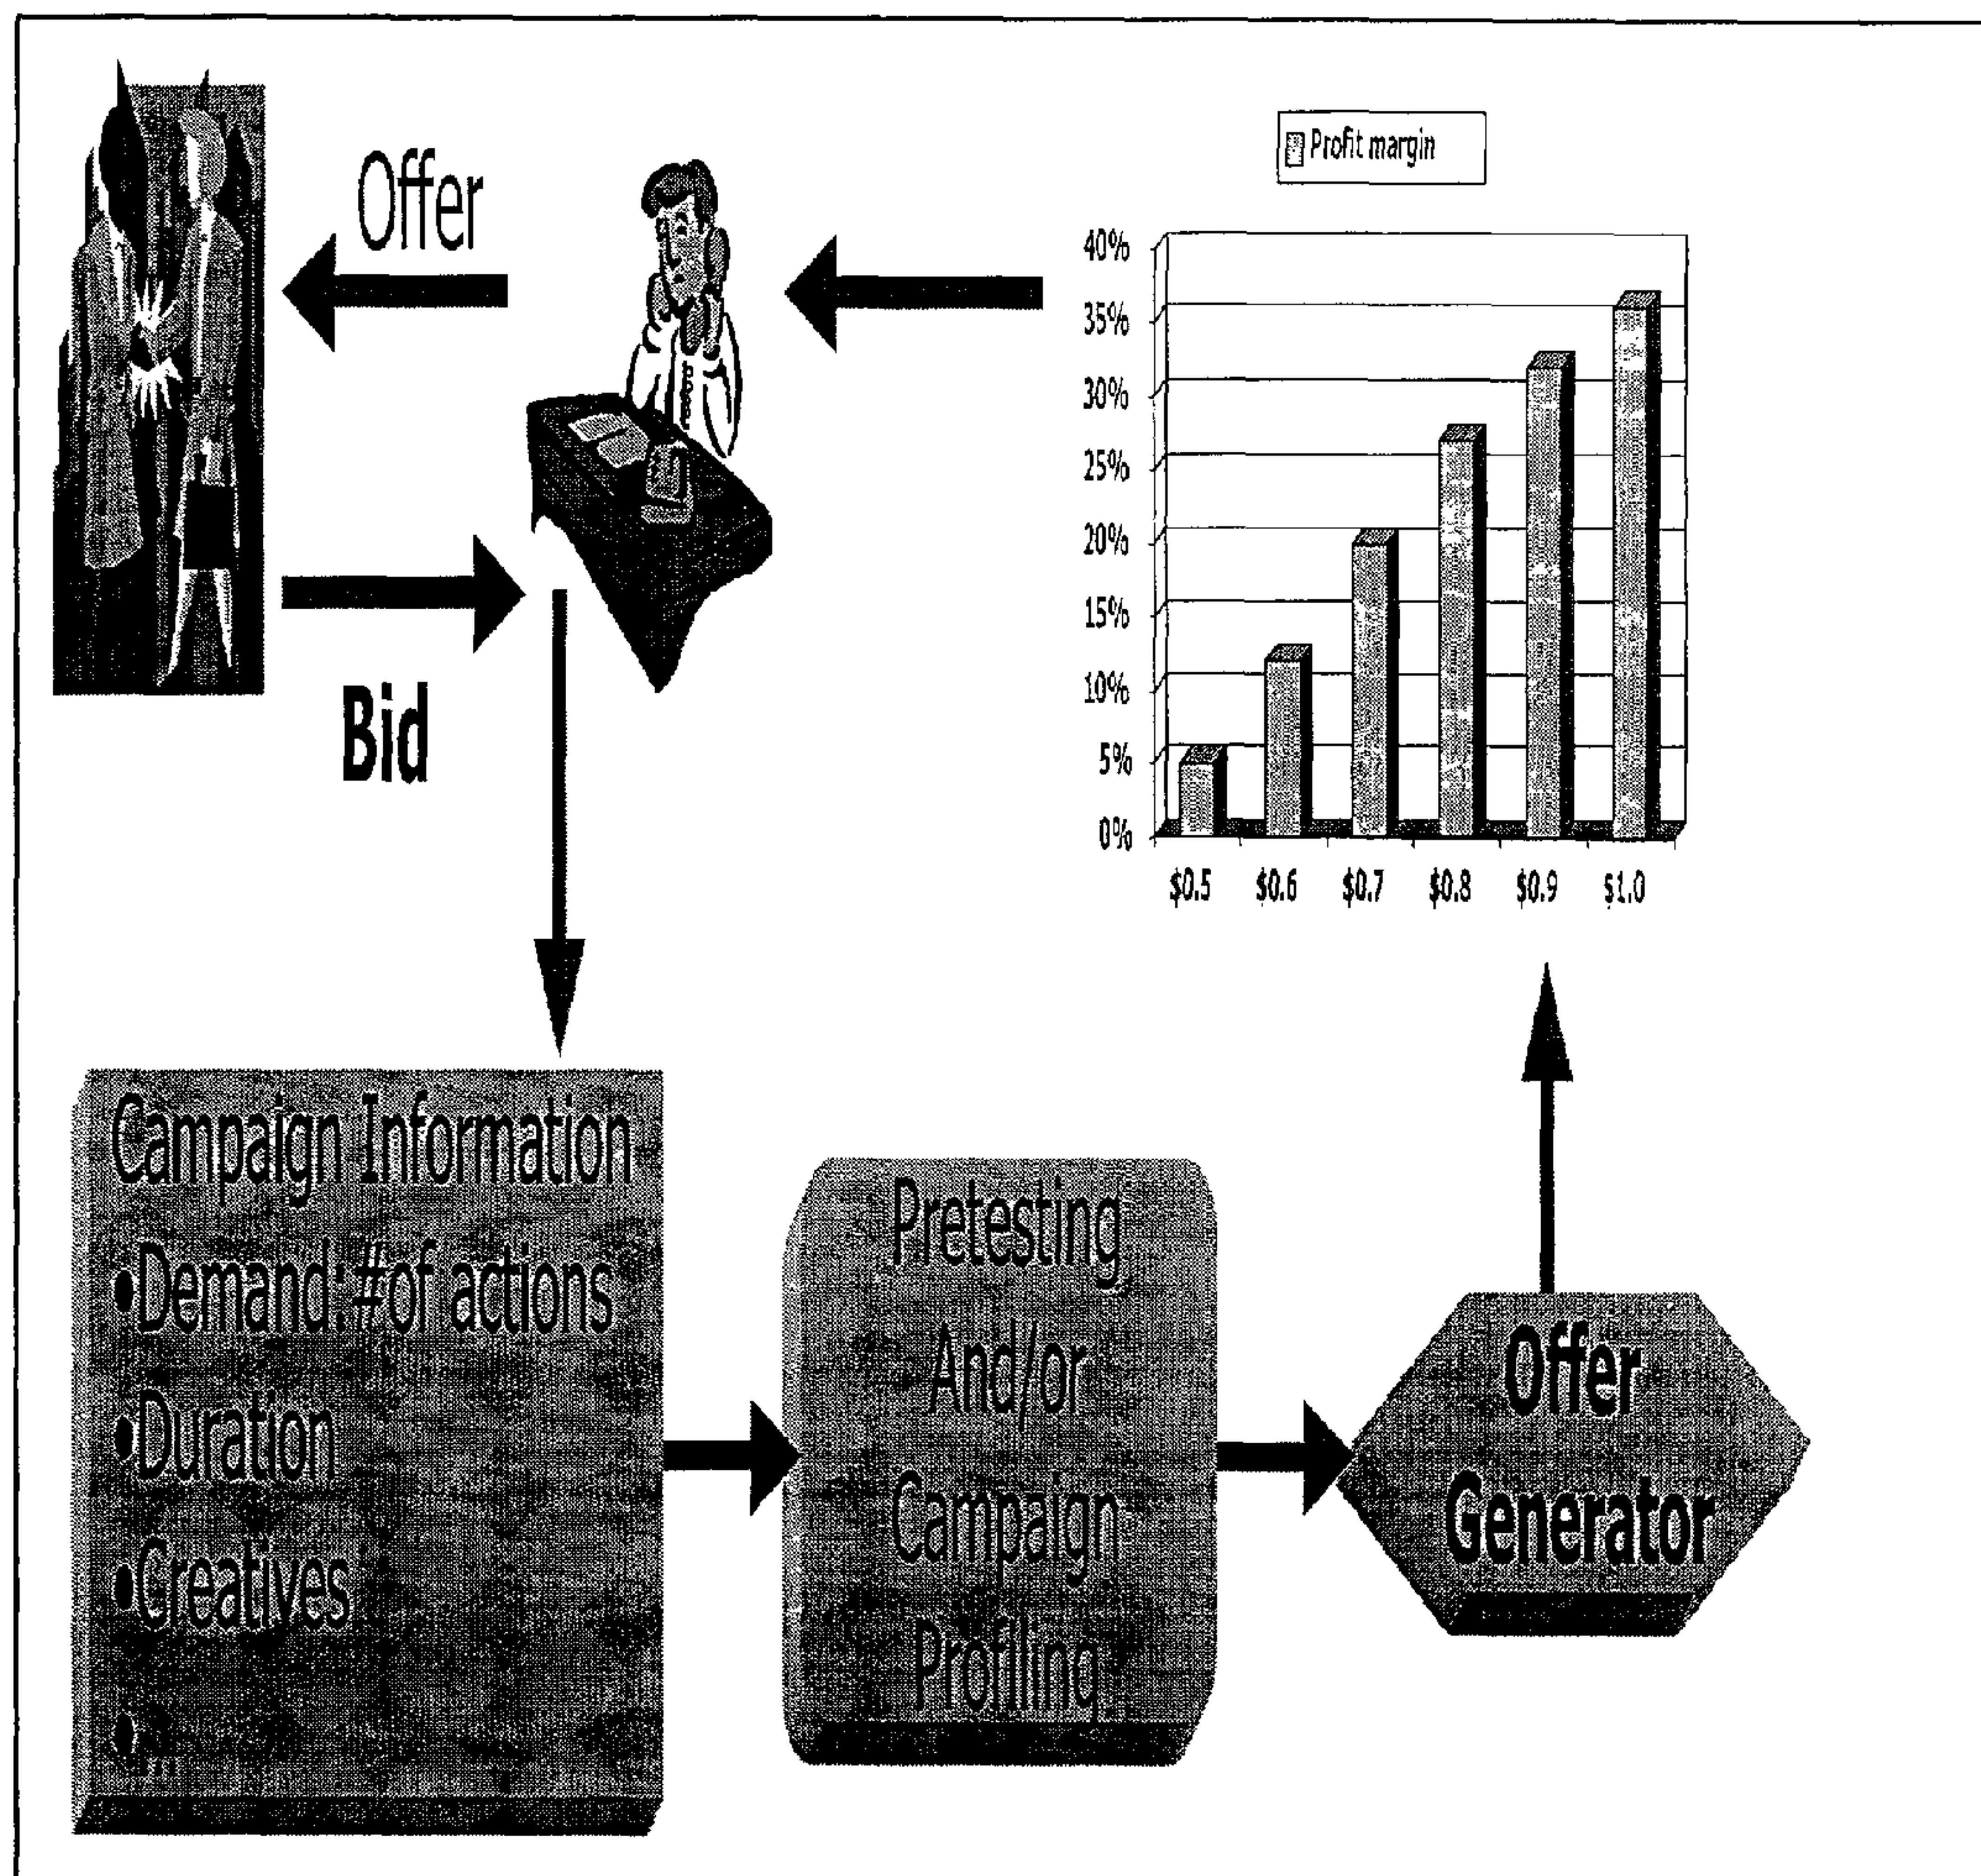 Offer
Bid
Profit margin
40%
35%
30%
25%
20%
15%
10%
5%
0%
$0.5 $0.6 $0.7 $0.8 $0.9 $1.0
Campaign Information
•Demand:#of actions
•Duration
•Creatives
•...
Pretesting
And/or
Campaign
Profiling
Offer
Generator